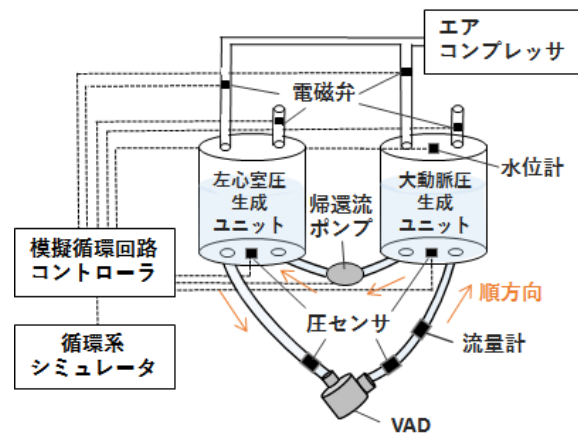 エア
コンプレッサ
電磁弁
水位計
左心室圧
生成
ユニット
大動脈圧
生成
ユニット
帰還流
ポンプ
模擬循環回路
コントローラ
順方向
圧センサ
流量計
循環系
シミュレータ
VAD